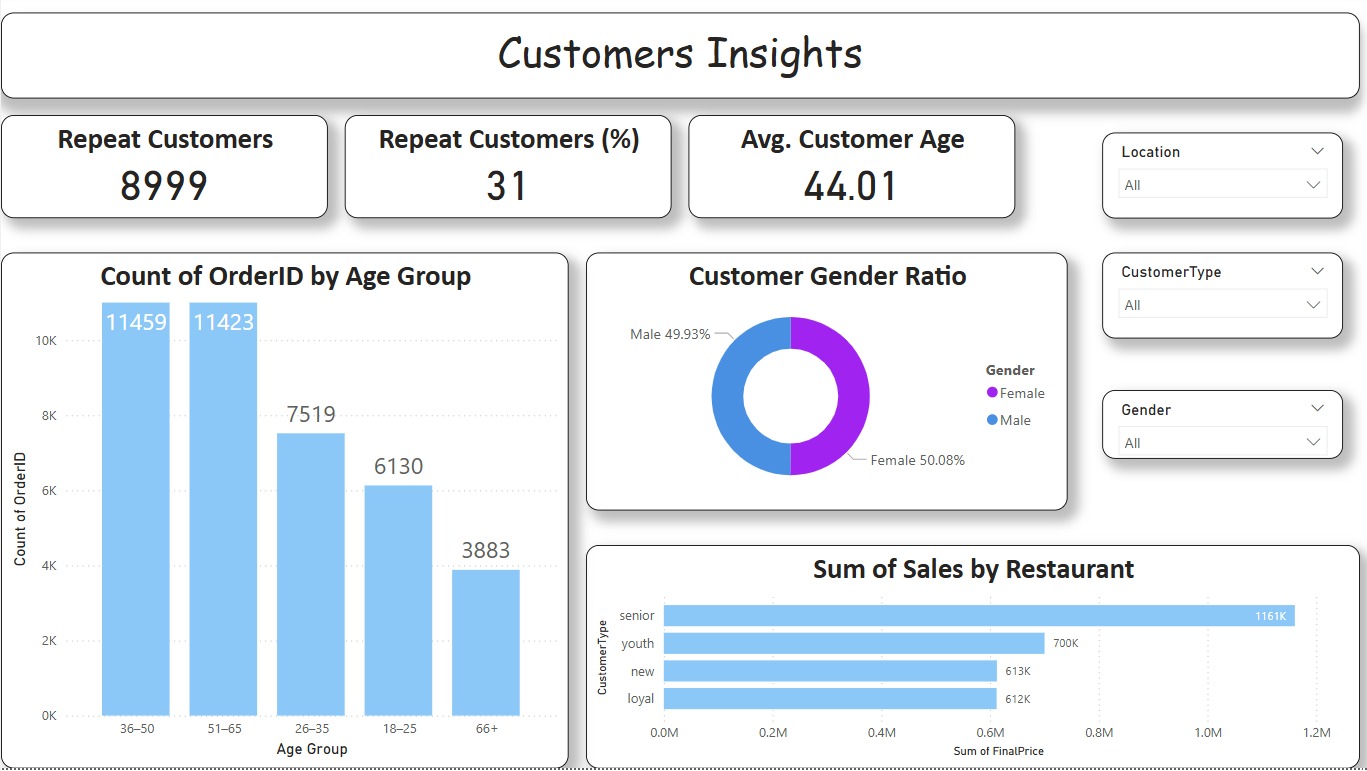 Customers Insights
Repeat Customers
8999
Repeat Customers (%)
31
Avg. Customer Age
44.01
Location
All
CustomerType
All
Gender
All
Count of OrderID by Age Group
Count of OrderID
10K
8K
6K
4K
2K
0K
11459
11423
7519
6130
3883
36–50
51–65
26–35
18–25
66+
Age Group
Customer Gender Ratio
Male 49.93%
Female 50.08%
Gender
Female
Male
Sum of Sales by Restaurant
CustomerType
senior
1161K
youth
700K
new
613K
loyal
612K
0.0M
0.2M
0.4M
0.6M
0.8M
1.0M
1.2M
Sum of FinalPrice